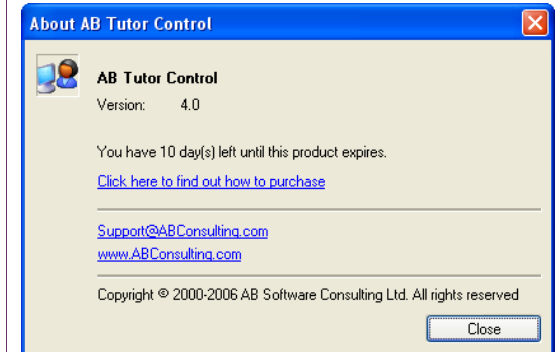 About AB Tutor Control
AB Tutor Control
Version: 4.0
You have 10 day(s) left until this product expires.
Click here to find out how to purchase
Support@ABConsulting.com
www.ABConsulting.com
Copyright © 2000-2006 AB Software Consulting Ltd. All rights reserved
Close